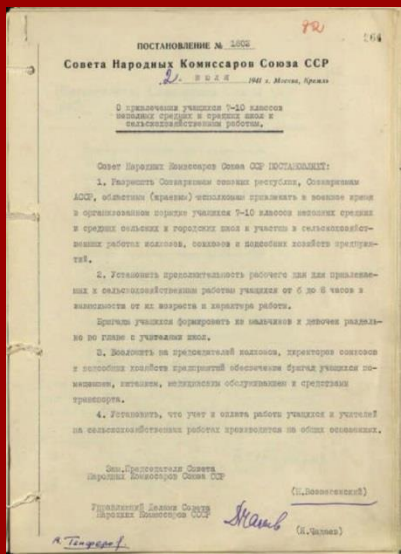 92
164
ПОСТАНОВЛЕНИЕ № 1802
Совета Народных Комиссаров Союза ССР
2. июля 1941 г. Москва, Кремль
О привлечении учащихся 7-10 классов
неполных средних и средних школ к
сельскохозяйственным работам.
Совет Народных Комиссаров Союза ССР ПОСТАНОВЛЯЕТ:
1. Разрешить Совнаркомам союзных республик, Совнаркомам
АССР, областным (краевым) исполкомам привлекать в военное время
в организованном порядке учащихся 7-10 классов неполных средних
и средних сельских и городских школ к участию в сельскохозяйст-
венных работах колхозов, совхозов и подсобных хозяйств предприя-
тий.
2. Установить продолжительность рабочего дня для привлекае-
мых к сельскохозяйственным работам учащихся от 6 до 8 часов в
зависимости от их возраста и характера работы.
Бригады учащихся формировать из мальчиков и девочек раздель-
но во главе с учителями школ.
3. Возложить на председателей колхозов, директоров совхозов
и подсобных хозяйств предприятий обеспечение бригад учащихся по-
мещением, питанием, медицинским обслуживанием и средствами
транспорта.
4. Установить, что учет и оплата работы учащихся и учителей
на сельскохозяйственных работах производится на общих основаниях.
Зам.Председателя Совета
Народных Комиссаров Союза ССР
(Н.Вознесенский)
Управляющий Делами Совета
Народных Комиссаров СССР
(Я.Чадаев)